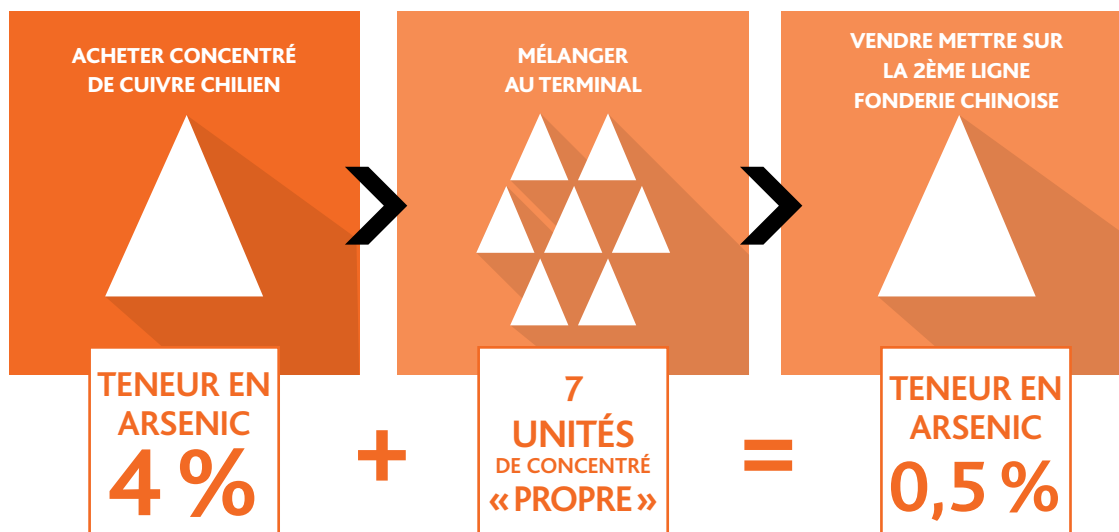 ACHETER CONCENTRÉ
DE CUIVRE CHILIEN
MÉLANGER
AU TERMINAL
VENDRE METTRE SUR
LA 2ÈME LIGNE
FONDERIE CHINOISE
TENEUR EN
ARSENIC
4 %
+
7
UNITÉS
DE CONCENTRÉ
« PROPRE »
=
TENEUR EN
ARSENIC
0,5 %